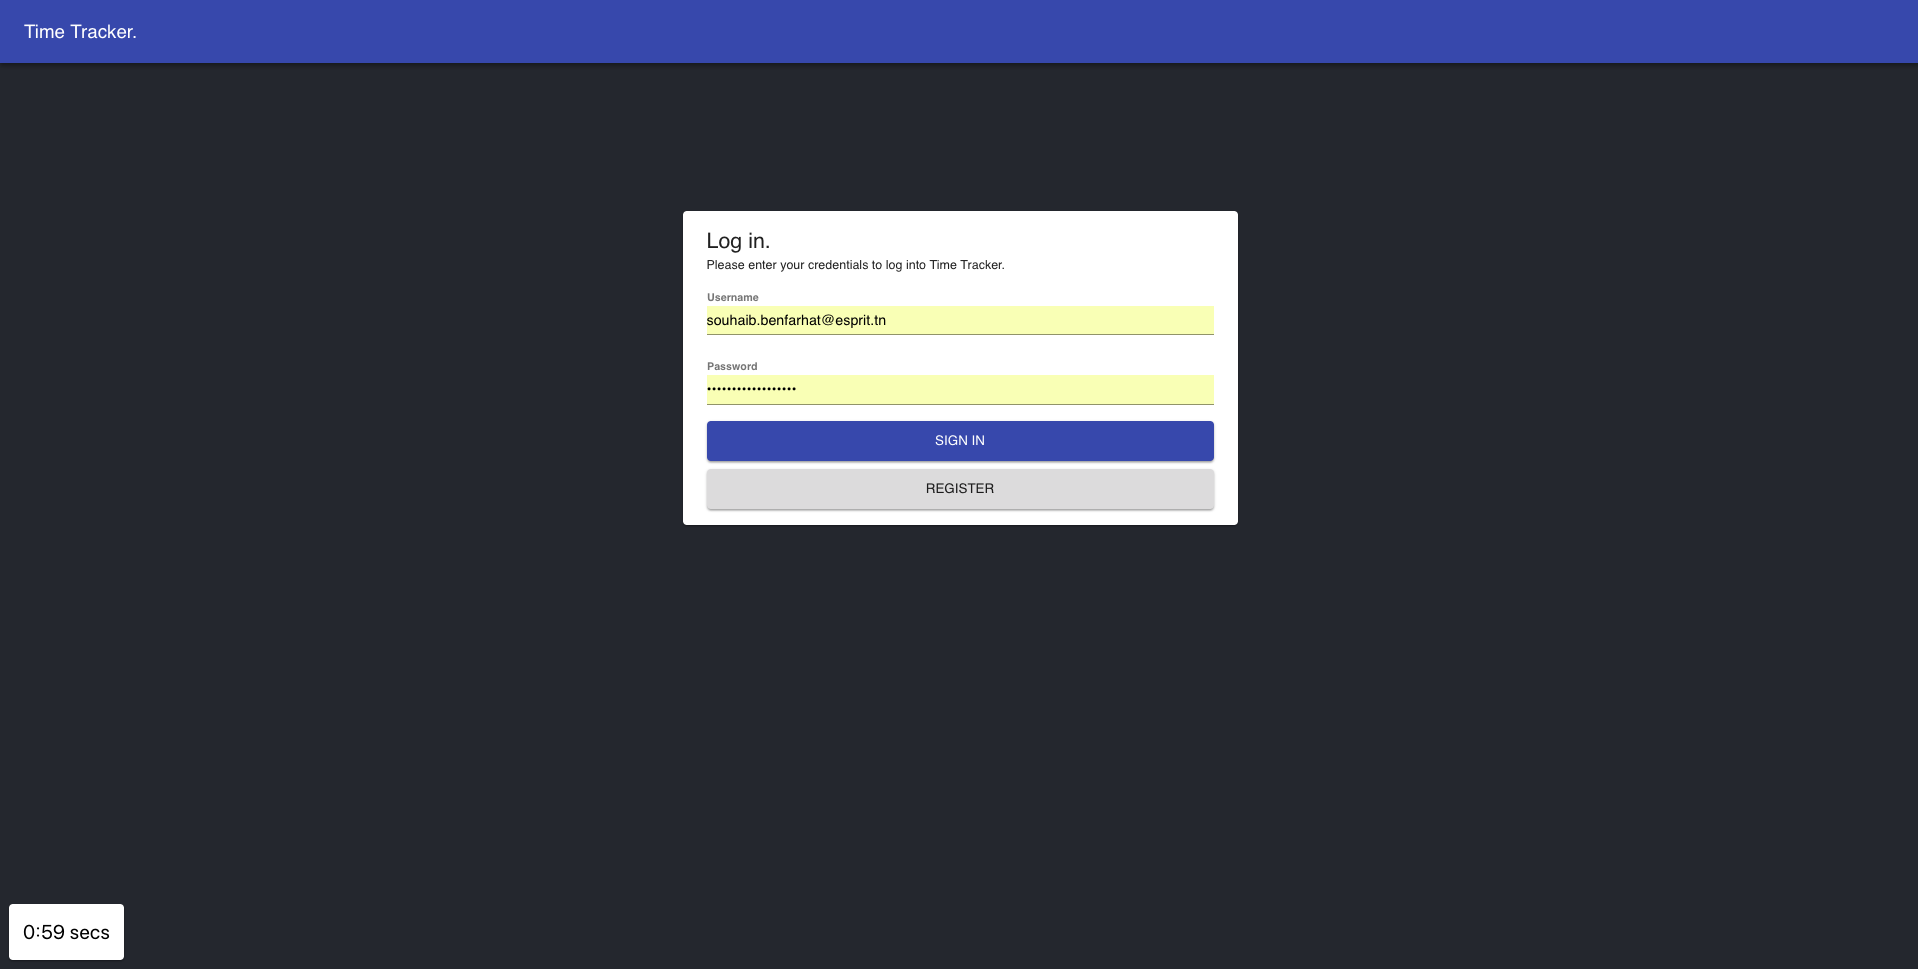 Time Tracker.
Log in.
Please enter your credentials to log into Time Tracker.
Username
souhaib.benfarhat@esprit.tn
Password
••••••••••••••••••
SIGN IN
REGISTER
0:59 secs